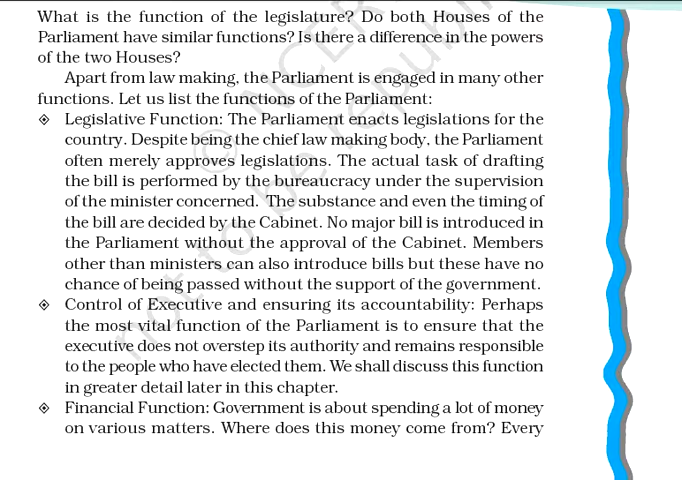 What is the function of the legislature? Do both Houses of the
Parliament have similar functions? Is there a difference in the powers
of the two Houses?
Apart from law making, the Parliament is engaged in many other
functions. Let us list the functions of the Parliament:
Legislative Function: The Parliament enacts legislations for the
country. Despite being the chief law making body, the Parliament
often merely approves legislations. The actual task of drafting
the bill is performed by the bureaucracy under the supervision
of the minister concerned. The substance and even the timing of
the bill are decided by the Cabinet. No major bill is introduced in
the Parliament without the approval of the Cabinet. Members
other than ministers can also introduce bills but these have no
chance of being passed without the support of the government.
Control of Executive and ensuring its accountability: Perhaps
the most vital function of the Parliament is to ensure that the
executive does not overstep its authority and remains responsible
to the people who have elected them. We shall discuss this function
in greater detail later in this chapter.
Financial Function: Government is about spending a lot of money
on various matters. Where does this money come from? Every
© NCER
not to be repu